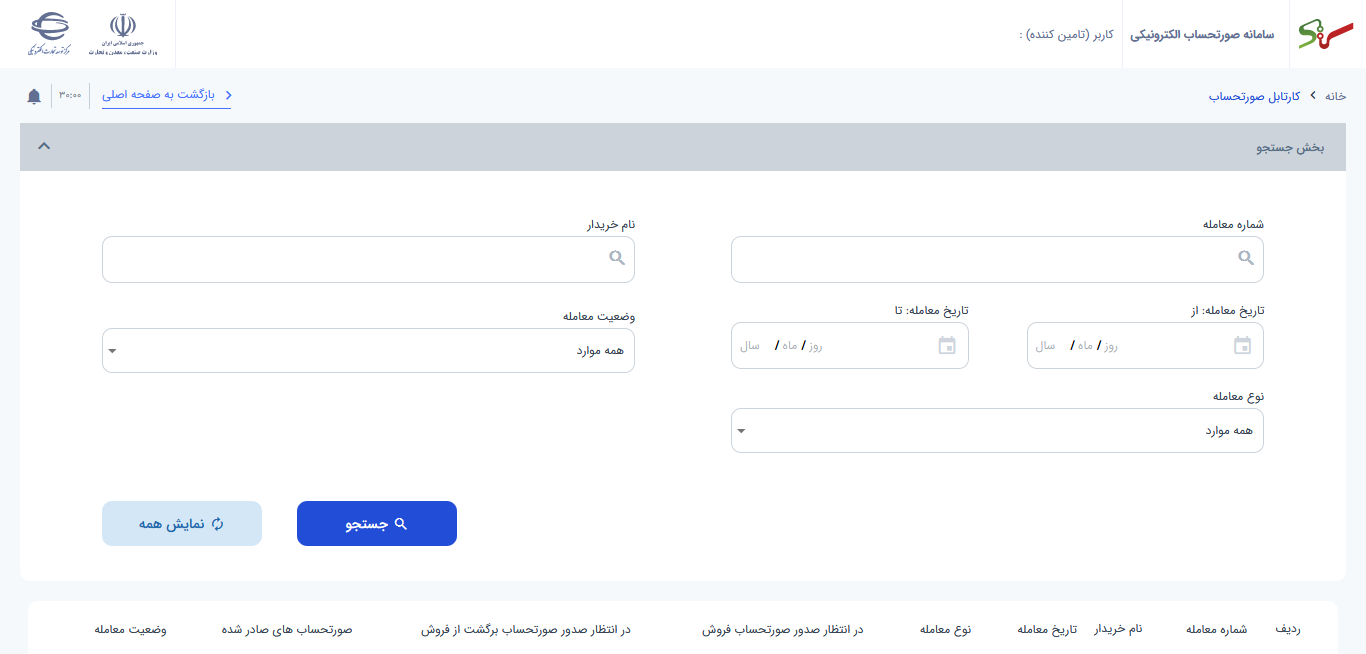 سامانه صورتحساب الکترونیکی
کاربر (تامین کننده) :
جمهوری اسلامی ایران
وزارت صنعت، معدن و تجارت
مرکز توسعه تجارت الکترونیکی
خانه
کارتابل صورتحساب
بازگشت به صفحه اصلی
۳۰:۰۰
بخش جستجو
شماره معامله
نام خریدار
تاریخ معامله: از
تاریخ معامله: تا
وضعیت معامله
روز / ماه / سال
روز / ماه / سال
همه موارد
نوع معامله
همه موارد
جستجو
نمایش همه
ردیف شماره معامله نام خریدار تاریخ معامله نوع معامله در انتظار صدور صورتحساب فروش در انتظار صدور صورتحساب برگشت از فروش صورتحساب های صادر شده وضعیت معامله